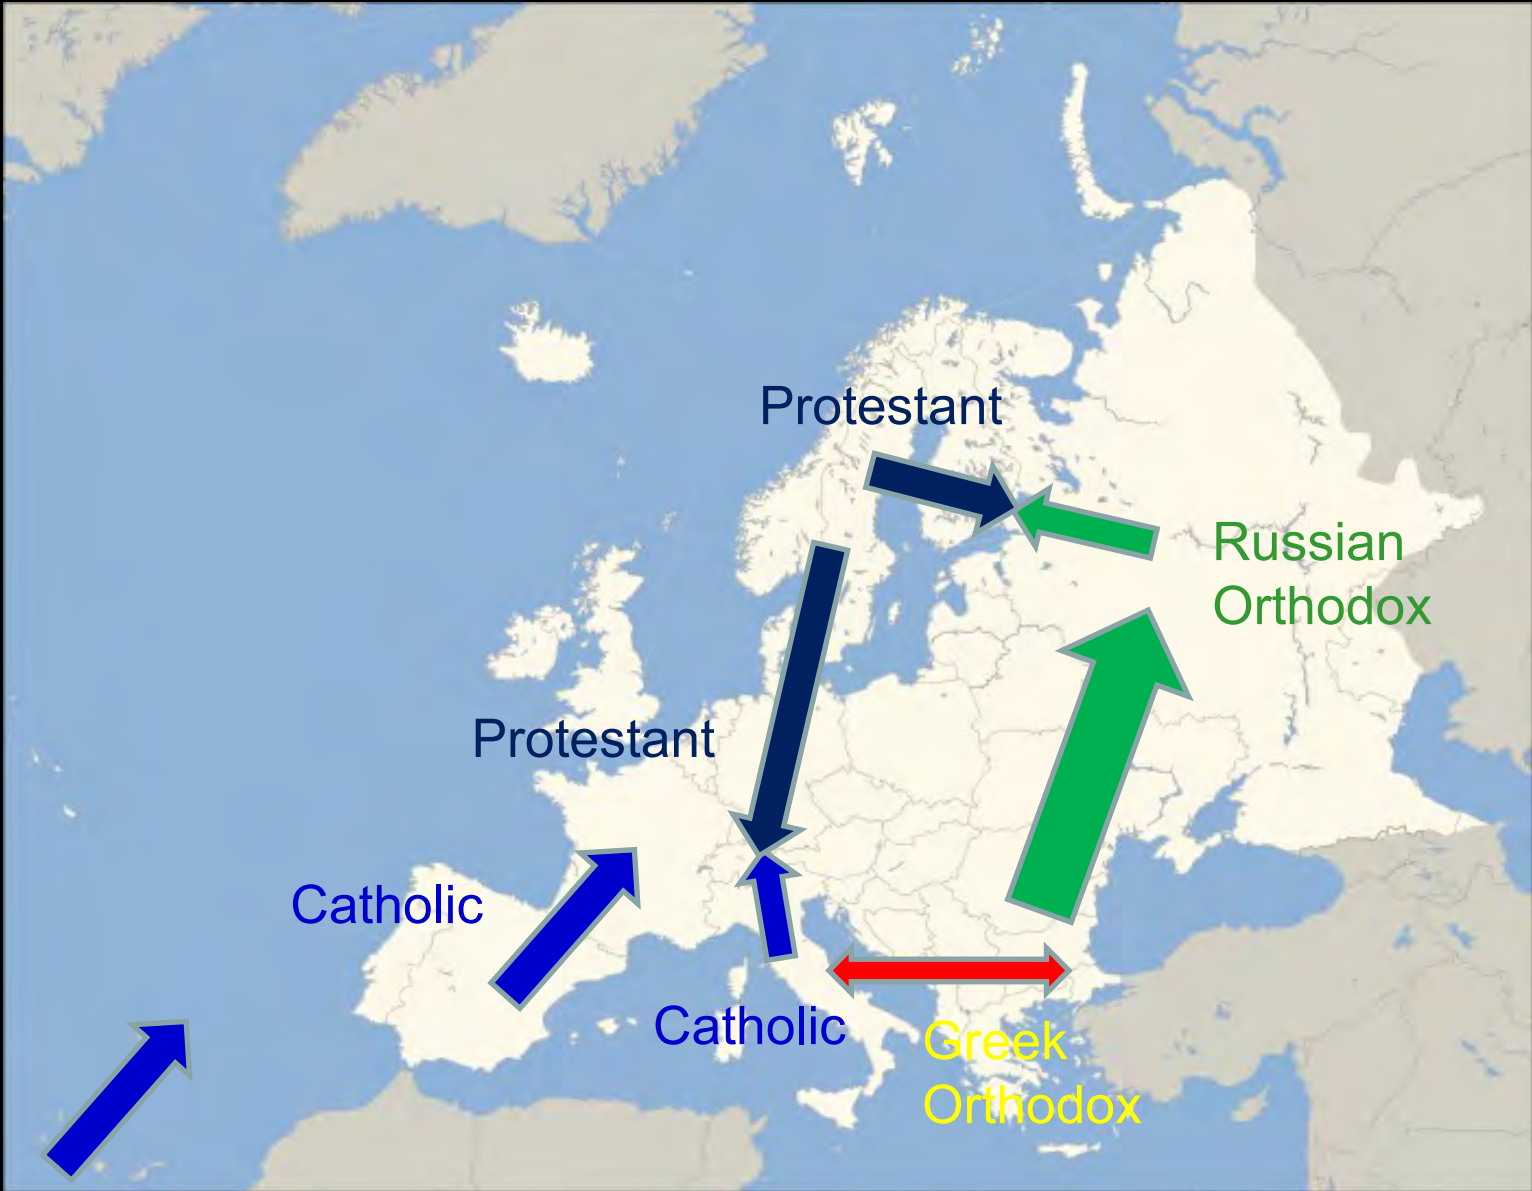 Protestant
Russian
Orthodox
Protestant
Catholic
Catholic
Greek
Orthodox